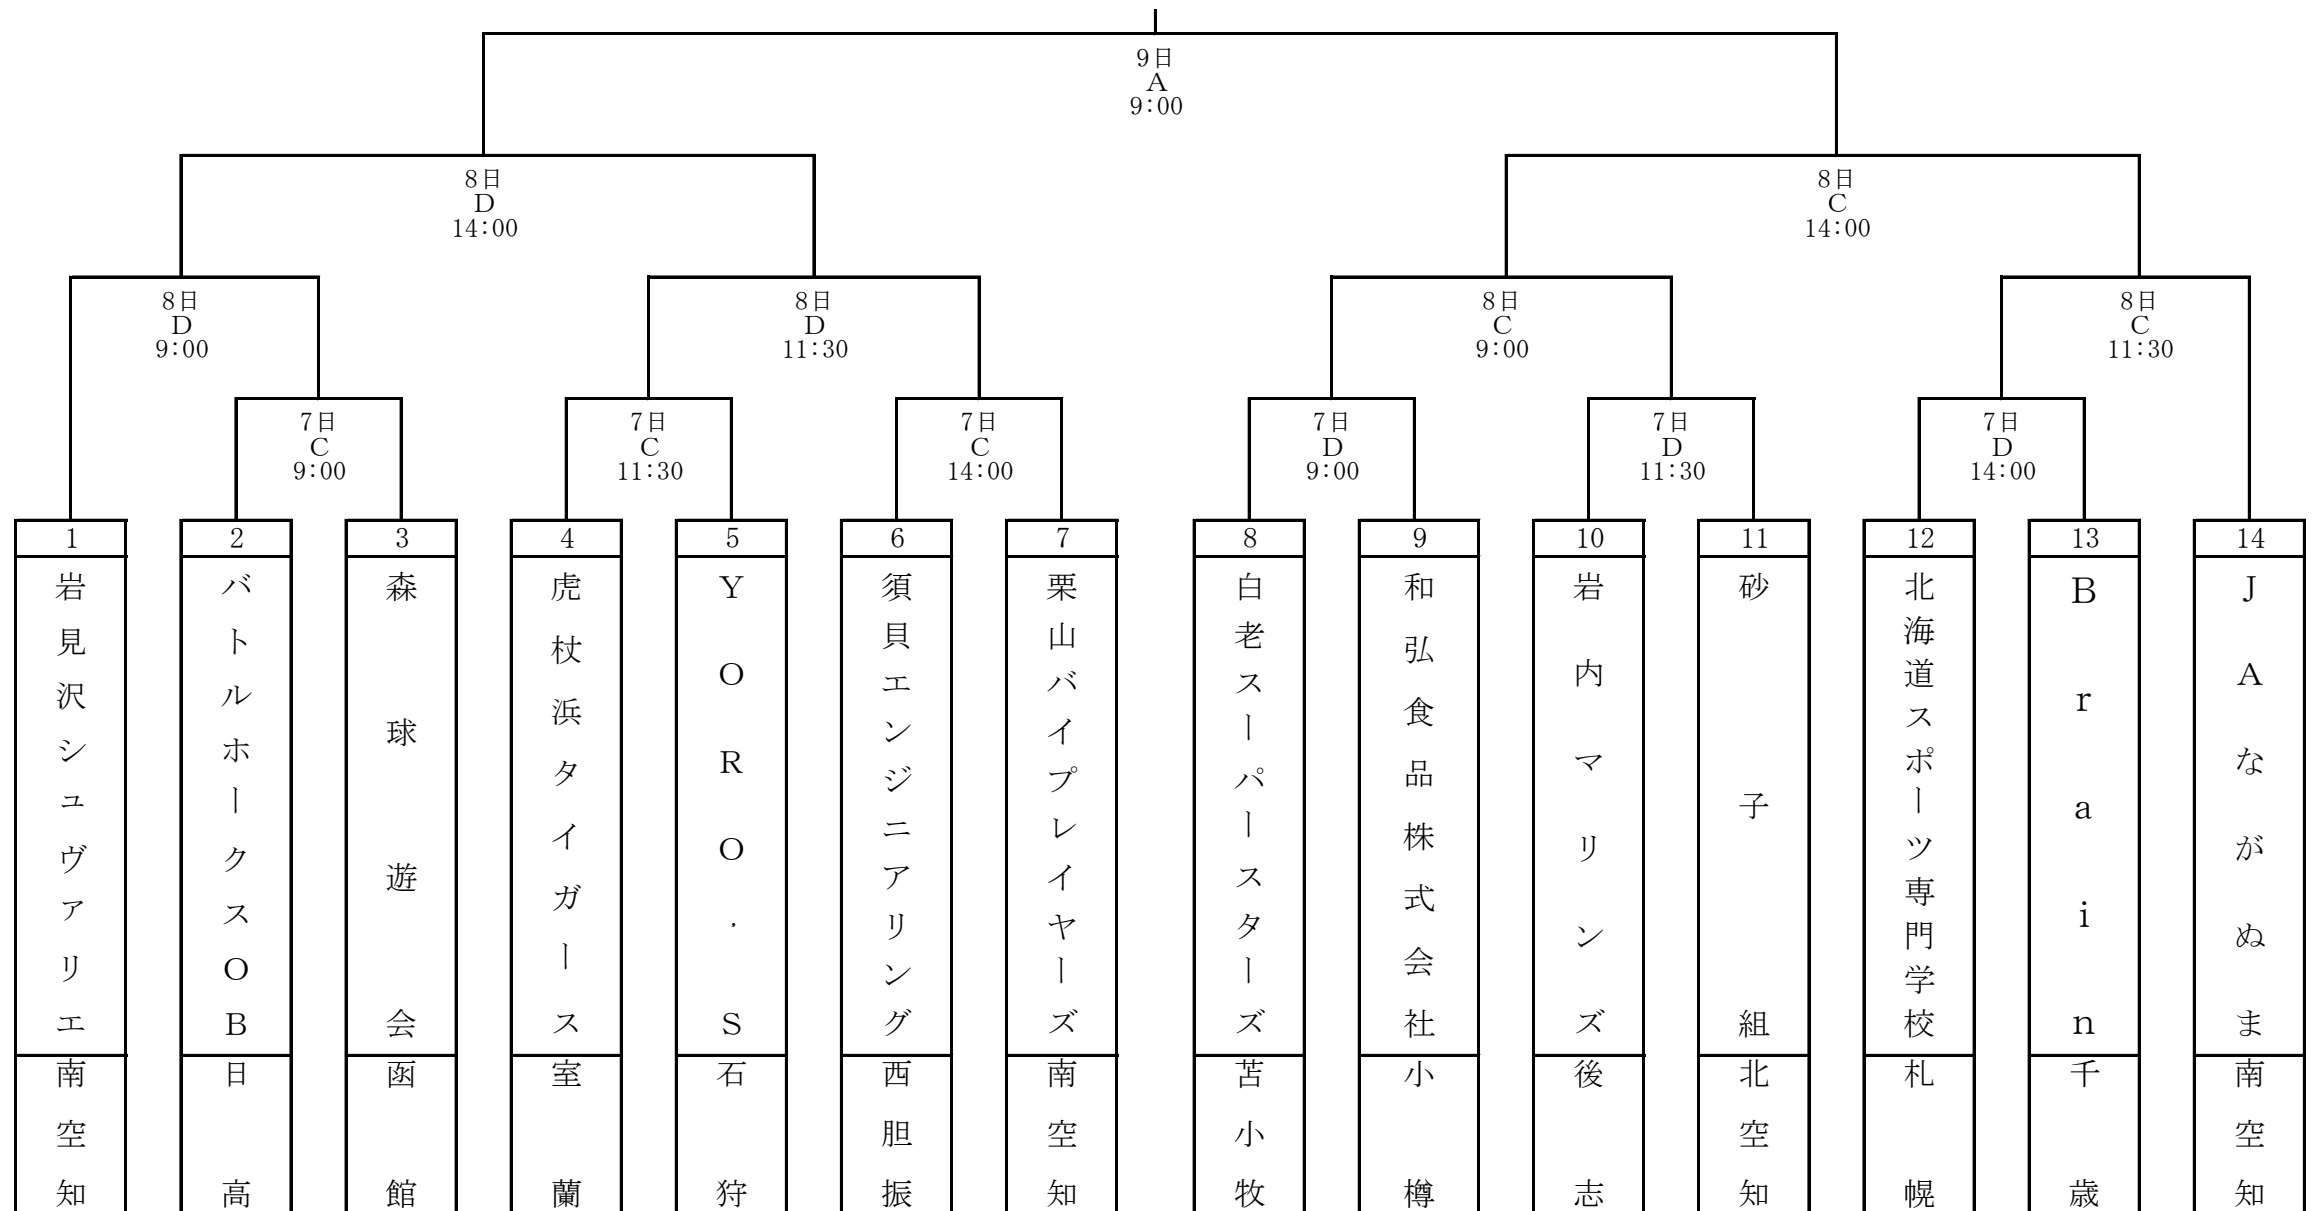 9日
A
9:00
8日
D
14:00
8日
C
14:00
8日
D
9:00
8日
D
11:30
8日
C
9:00
8日
C
11:30
7日
C
9:00
7日
C
11:30
7日
C
14:00
7日
D
9:00
7日
D
11:30
7日
D
14:00
1
岩見沢シュヴァリエ
南空知
2
バトルホークスOB
日高
3
森球遊会
函館
4
虎杖浜タイガース
室蘭
5
YORO.S
石狩
6
須貝エンジニアリング
西胆振
7
栗山バイプレイヤーズ
南空知
8
白老スーパースターズ
苫小牧
9
和弘食品株式会社
小樽
10
岩内マリンズ
後志
11
砂子組
北空知
12
北海道スポーツ専門学校
札幌
13
Brain
千歳
14
JAながぬま
南空知